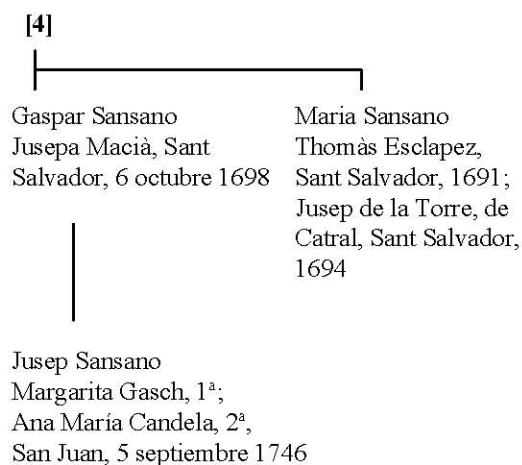 [4]
Gaspar Sansano
Jusepa Macià, Sant
Salvador, 6 octubre 1698
Maria Sansano
Thomàs Esclapez,
Sant Salvador, 1691;
Jusep de la Torre, de
Catral, Sant Salvador,
1694
Jusep Sansano
Margarita Gasch, 1ª;
Ana María Candela, 2ª,
San Juan, 5 septiembre 1746